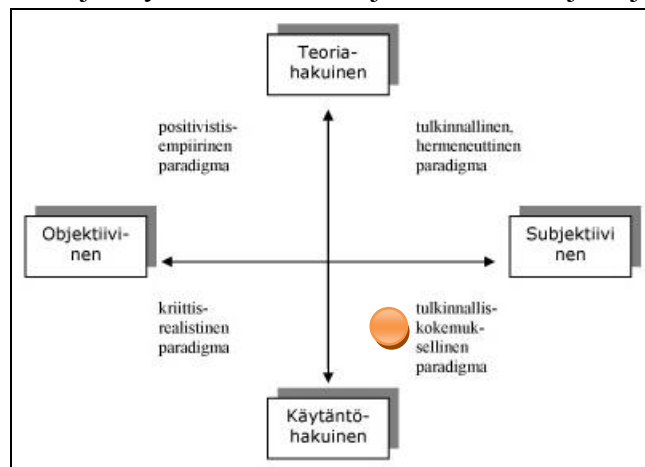 Teoria-
hakuinen
positivistis-
empiirinen
paradigma
tulkinnallinen,
hermeneuttinen
paradigma
Objektiivi-
nen
Subjektiivi
nen
kriittis-
realistinen
paradigma
tulkinnallis-
kokemuk-
sellinen
paradigma
Käytäntö-
hakuinen